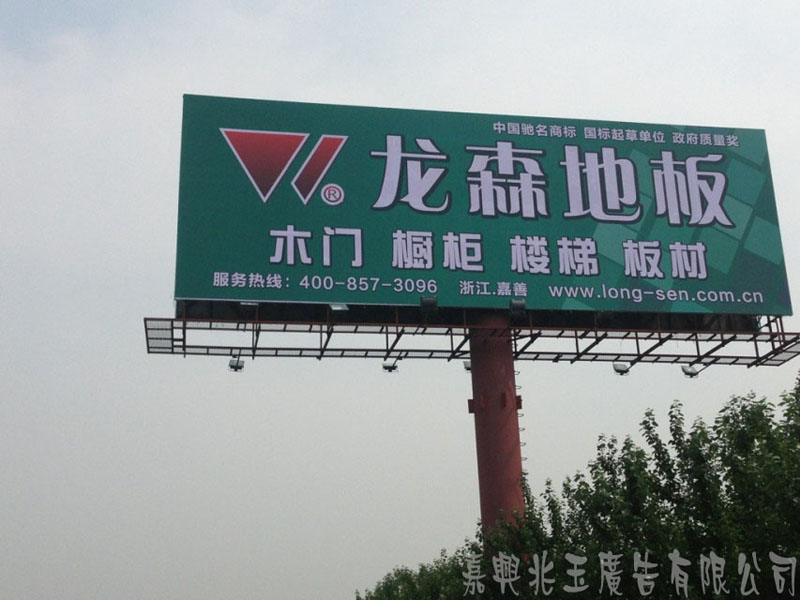 中国驰名商标 国标起草单位 政府质量奖
龙森地板
®
木门 橱柜 楼梯 板材
服务热线：400-857-3096 浙江.嘉善 www.long-sen.com.cn
嘉興兆玉廣告有限公司